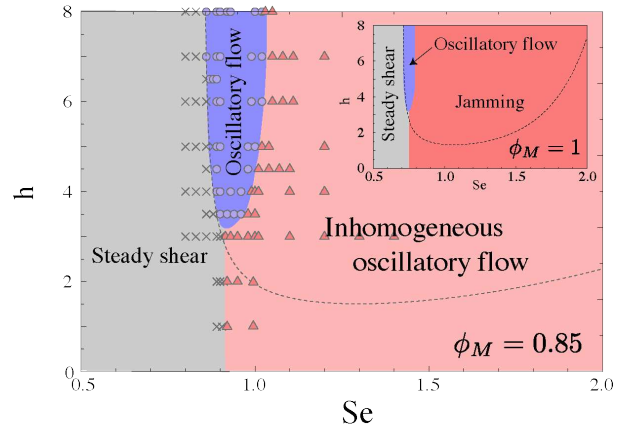 8
6
4
2
0
h
0.5
1.0
1.5
2.0
Se
Steady shear
Oscillatory flow
Inhomogeneous
oscillatory flow
ϕ_M = 0.85
8
6
4
2
0
h
0.5
1.0
1.5
2.0
Se
Steady shear
Oscillatory flow
Jamming
ϕ_M = 1